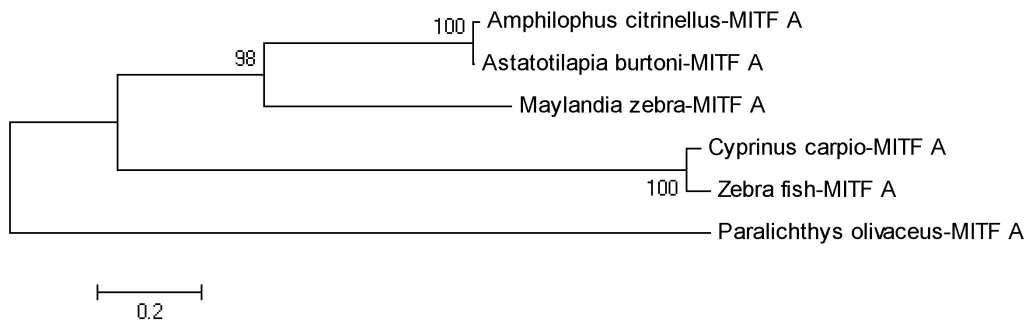 100
Amphilophus citrinellus-MITF A
98
Astatotilapia burtoni-MITF A
Maylandia zebra-MITF A
Cyprinus carpio-MITF A
100
Zebra fish-MITF A
Paralichthys olivaceus-MITF A
0.2